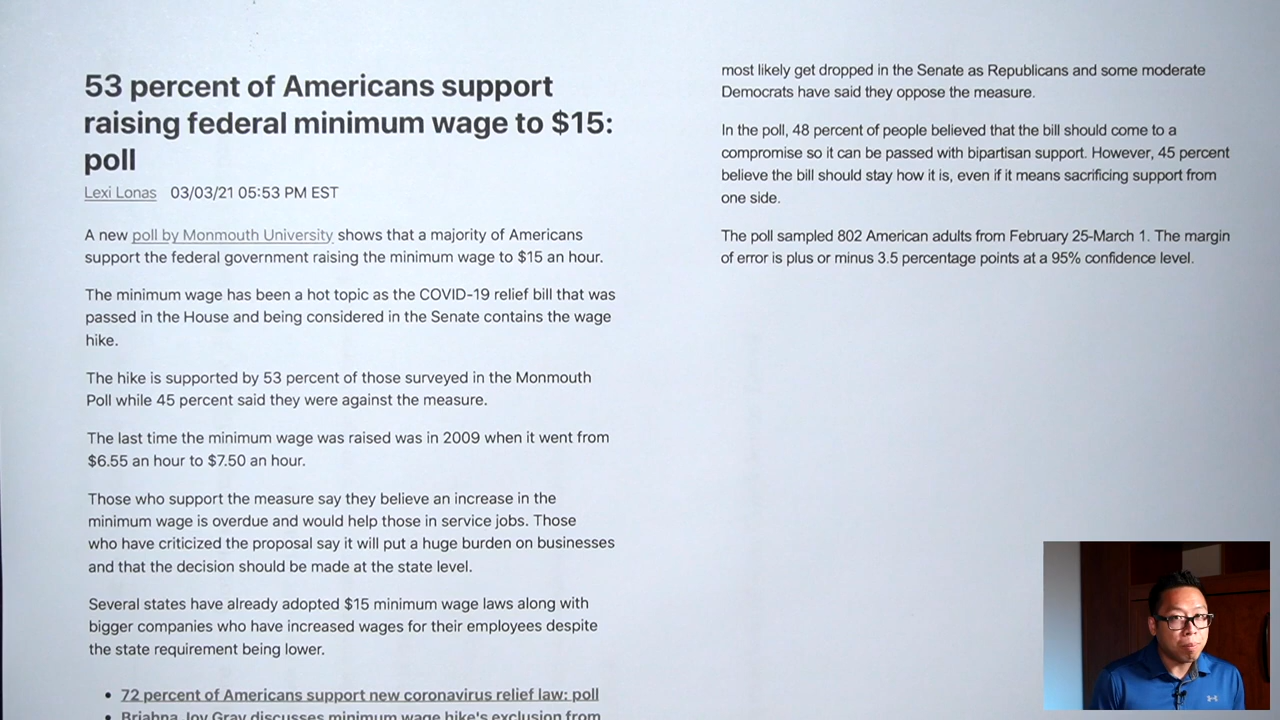 53 percent of Americans support
raising federal minimum wage to $15:
poll
Lexi Lonas 03/03/21 05:53 PM EST
A new poll by Monmouth University shows that a majority of Americans
support the federal government raising the minimum wage to $15 an hour.
The minimum wage has been a hot topic as the COVID-19 relief bill that was
passed in the House and being considered in the Senate contains the wage
hike.
The hike is supported by 53 percent of those surveyed in the Monmouth
Poll while 45 percent said they were against the measure.
The last time the minimum wage was raised was in 2009 when it went from
$6.55 an hour to $7.50 an hour.
Those who support the measure say they believe an increase in the
minimum wage is overdue and would help those in service jobs. Those
who have criticized the proposal say it will put a huge burden on businesses
and that the decision should be made at the state level.
Several states have already adopted $15 minimum wage laws along with
bigger companies who have increased wages for their employees despite
the state requirement being lower.
• 72 percent of Americans support new coronavirus relief law: poll
• Briahna Joy Gray discusses minimum wage hike's exclusion from
most likely get dropped in the Senate as Republicans and some moderate
Democrats have said they oppose the measure.
In the poll, 48 percent of people believed that the bill should come to a
compromise so it can be passed with bipartisan support. However, 45 percent
believe the bill should stay how it is, even if it means sacrificing support from
one side.
The poll sampled 802 American adults from February 25-March 1. The margin
of error is plus or minus 3.5 percentage points at a 95% confidence level.